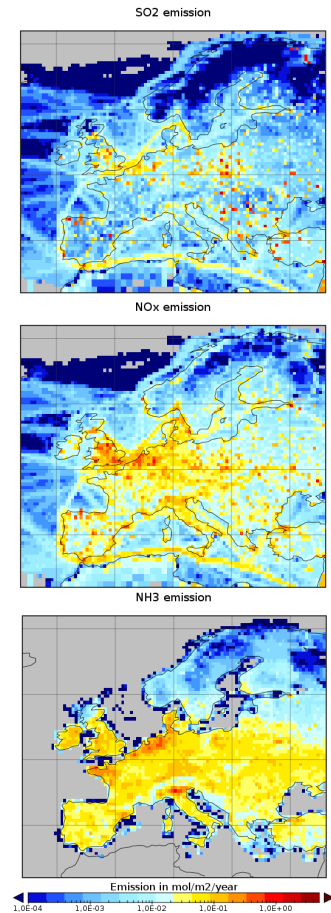 SO2 emission
NOx emission
NH3 emission
Emission in mol/m2/year
1,0E-04 1,0E-03 1,0E-02 1,0E-01 1,0E+00